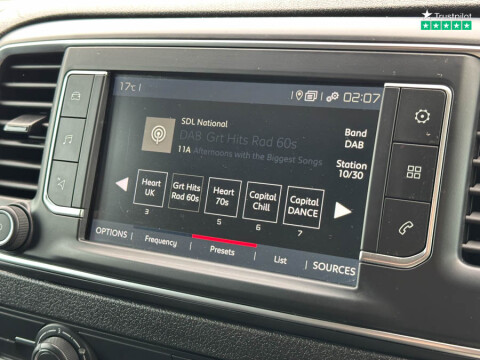 Trustpilot
17°C
02:07
SDL National
DAB Grt Hits Rod 60s
11A Afternoons with the Biggest Songs
Band
DAB
Station
10/30
Heart UK
Grt Hits Rod 60s
Heart 70s
Capital Chill
Capital DANCE
3
5
6
7
OPTIONS
Frequency
Presets
List
SOURCES